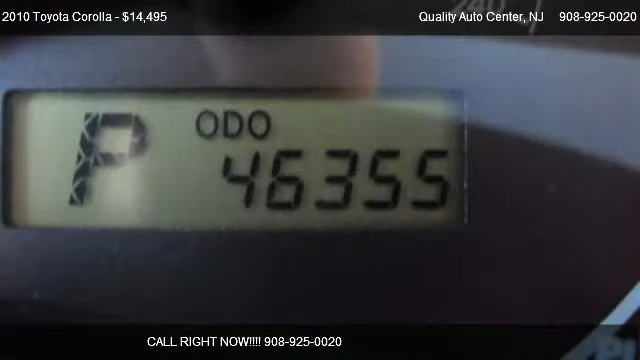 2010 Toyota Corolla - $14,495 Quality Auto Center, NJ 908-925-0020
240
ODO
P 46355
CALL RIGHT NOW!!!! 908-925-0020